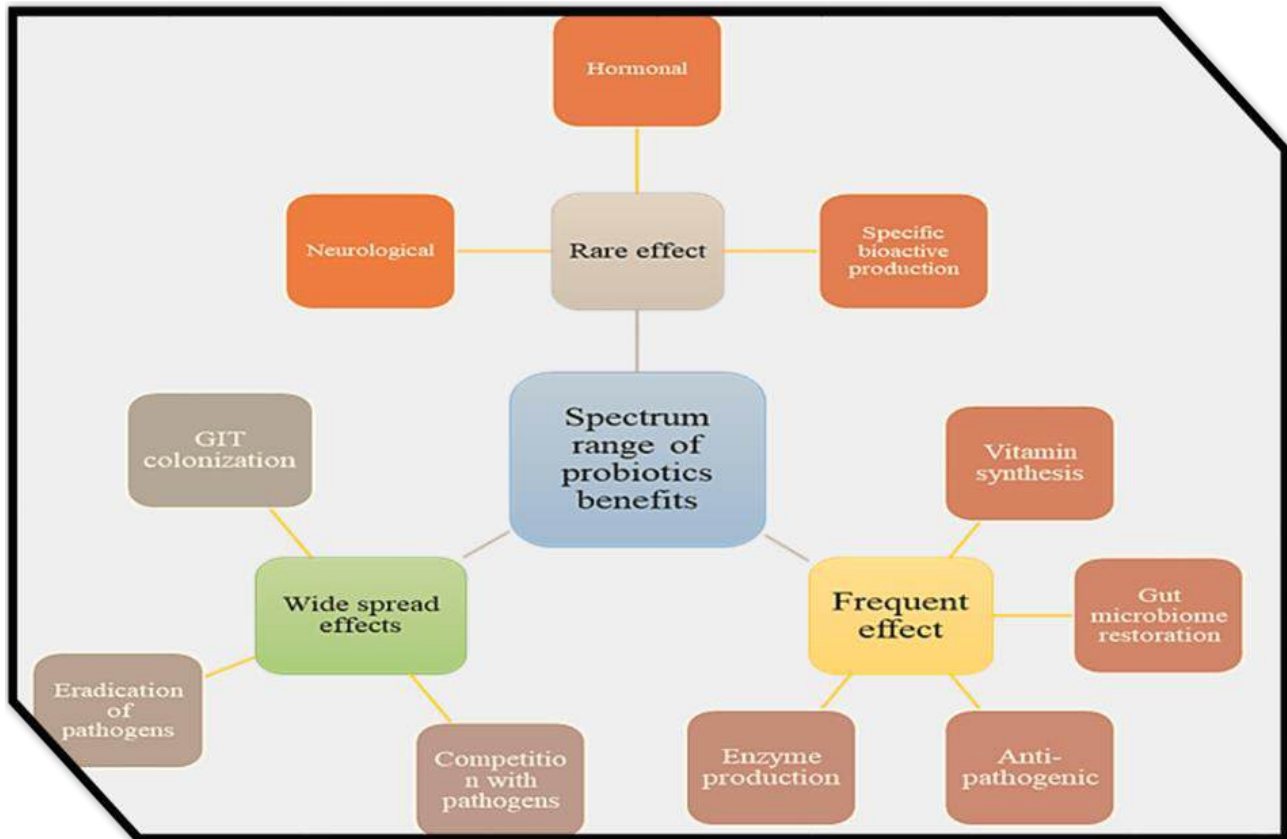 Hormonal
Neurological
Rare effect
Specific
bioactive
production
Spectrum
range of
probiotics
benefits
GIT
colonization
Vitamin
synthesis
Wide spread
effects
Frequent
effect
Gut
microbiome
restoration
Eradication
of
pathogens
Competitio
n with
pathogens
Enzyme
production
Anti-
pathogenic